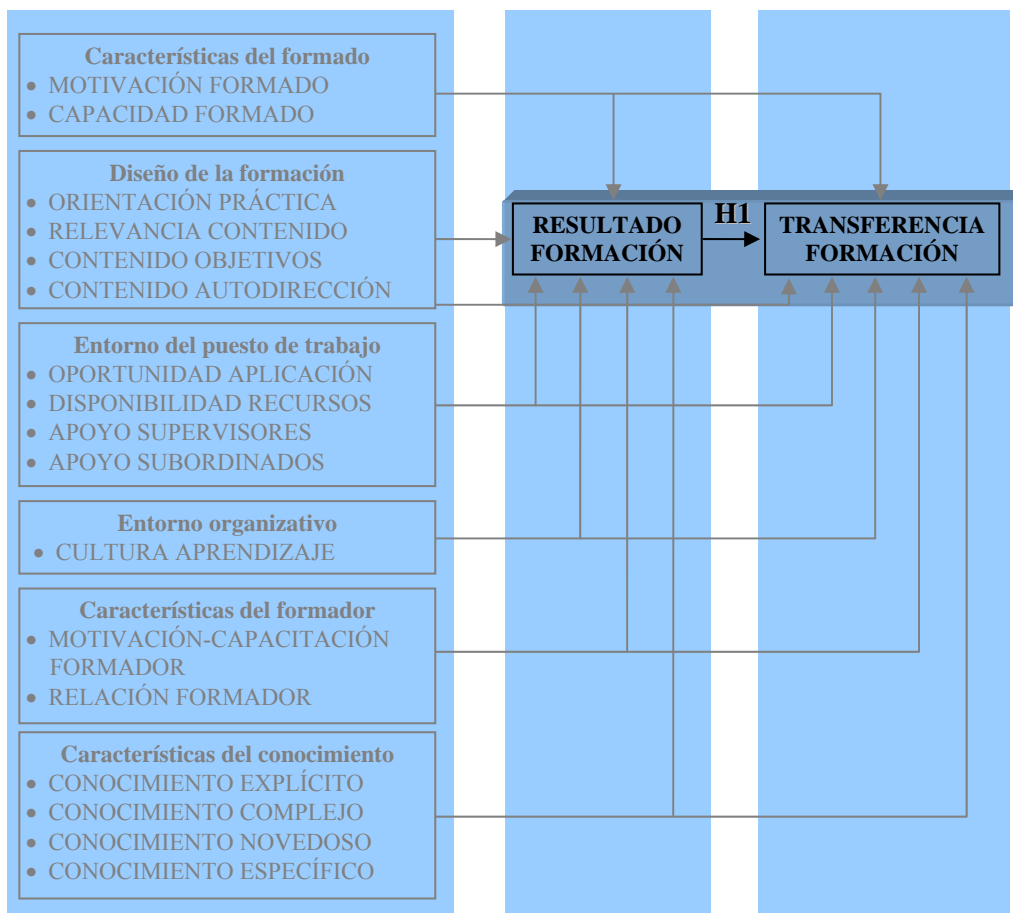 Características del formado
• MOTIVACIÓN FORMADO
• CAPACIDAD FORMADO
Diseño de la formación
• ORIENTACIÓN PRÁCTICA
• RELEVANCIA CONTENIDO
• CONTENIDO OBJETIVOS
• CONTENIDO AUTODIRECCIÓN
Entorno del puesto de trabajo
• OPORTUNIDAD APLICACIÓN
• DISPONIBILIDAD RECURSOS
• APOYO SUPERVISORES
• APOYO SUBORDINADOS
Entorno organizativo
• CULTURA APRENDIZAJE
Características del formador
• MOTIVACIÓN-CAPACITACIÓN
FORMADOR
• RELACIÓN FORMADOR
Características del conocimiento
• CONOCIMIENTO EXPLÍCITO
• CONOCIMIENTO COMPLEJO
• CONOCIMIENTO NOVEDOSO
• CONOCIMIENTO ESPECÍFICO
RESULTADO
FORMACIÓN
H1
TRANSFERENCIA
FORMACIÓN